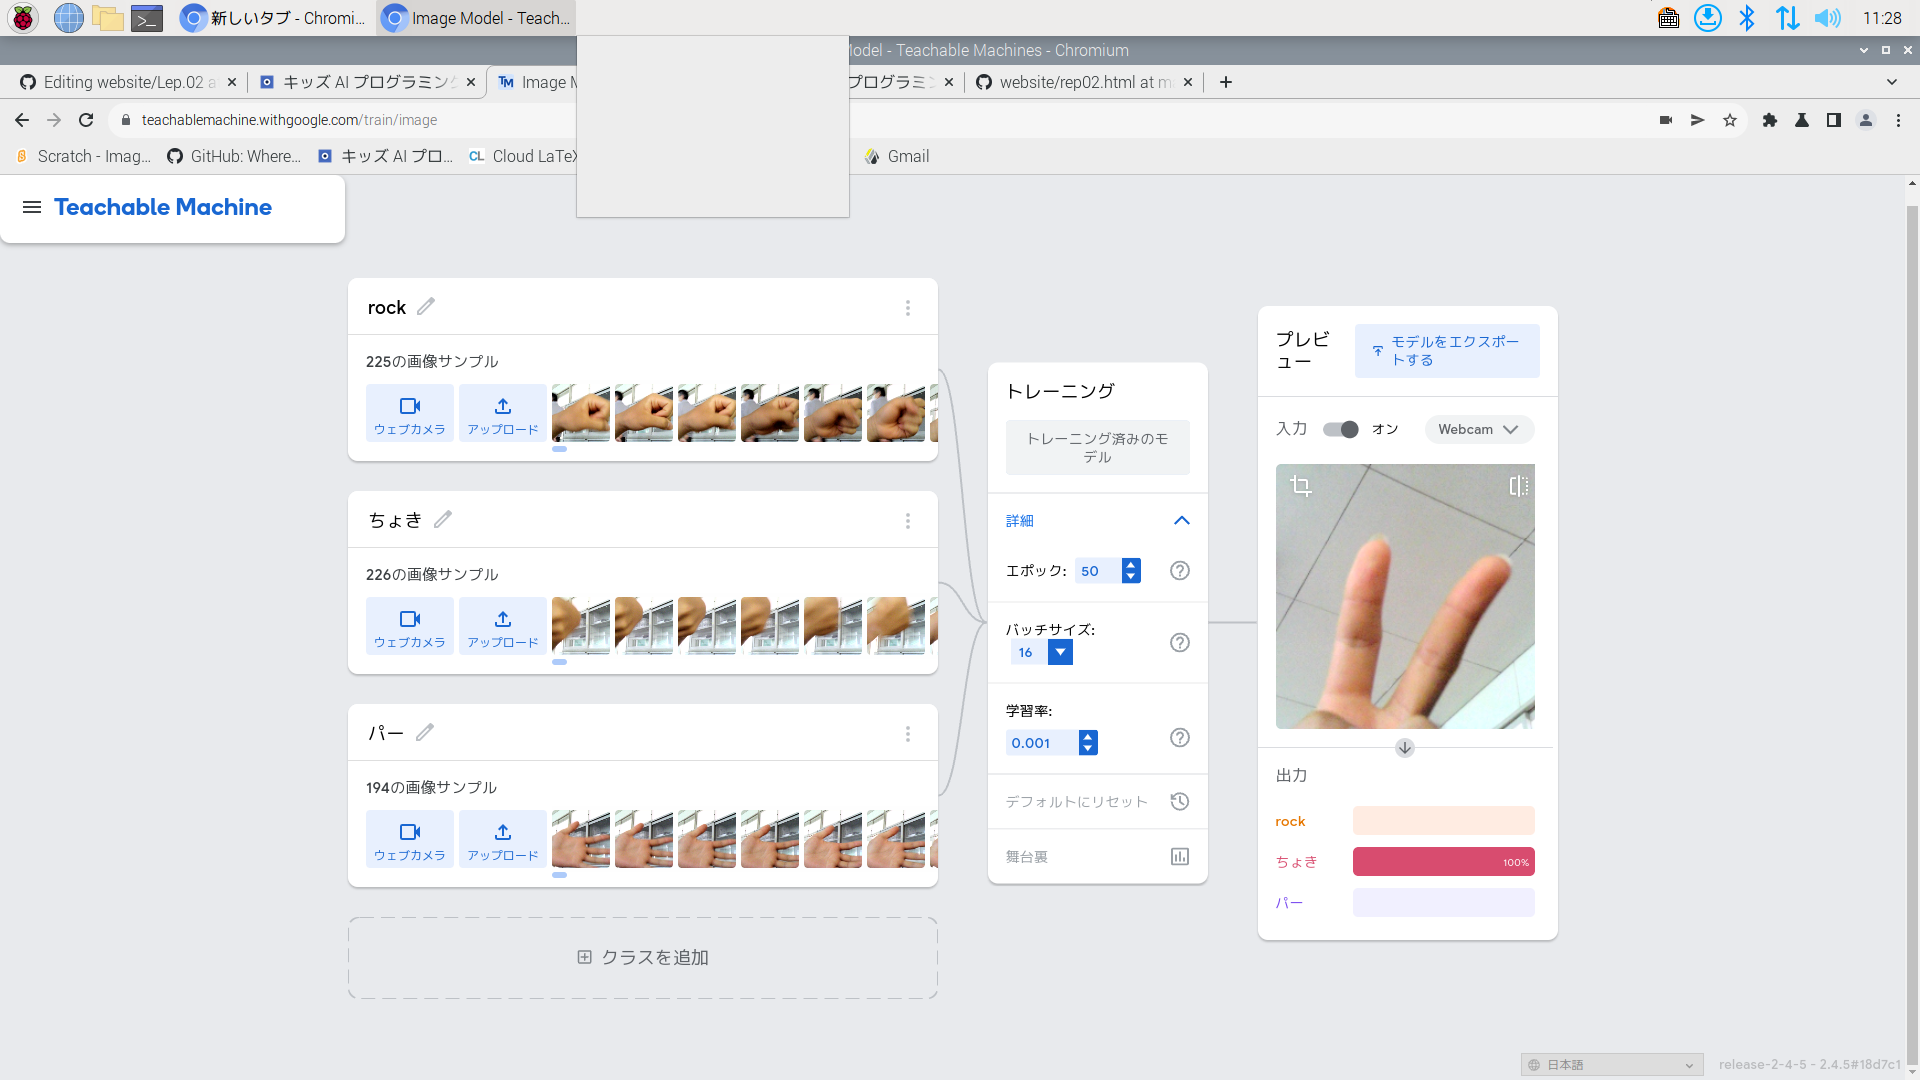 新しいタブ - Chromi...
Image Model - Teach...
11:28
Model - Teachable Machines - Chromium
Editing website/Lep.02 a
キッズ AI プログラミング
Image M
プログラミ
website/rep02.html at m
teachablemachine.withgoogle.com/train/image
Scratch - Imag...
GitHub: Where...
キッズ AI プロ...
CL Cloud LaTeX
Gmail
Teachable Machine
rock
225の画像サンプル
ウェブカメラ
アップロード
ちょき
226の画像サンプル
ウェブカメラ
アップロード
パー
194の画像サンプル
ウェブカメラ
アップロード
クラスを追加
トレーニング
トレーニング済みのモ
デル
詳細
エポック: 50
バッチサイズ:
16
学習率:
0.001
デフォルトにリセット
舞台裏
プレビ
ュー
モデルをエクスポー
トする
入力 オン Webcam
出力
rock
ちょき 100%
パー
日本語
release-2-4-5 - 2.4.5#18d7c1